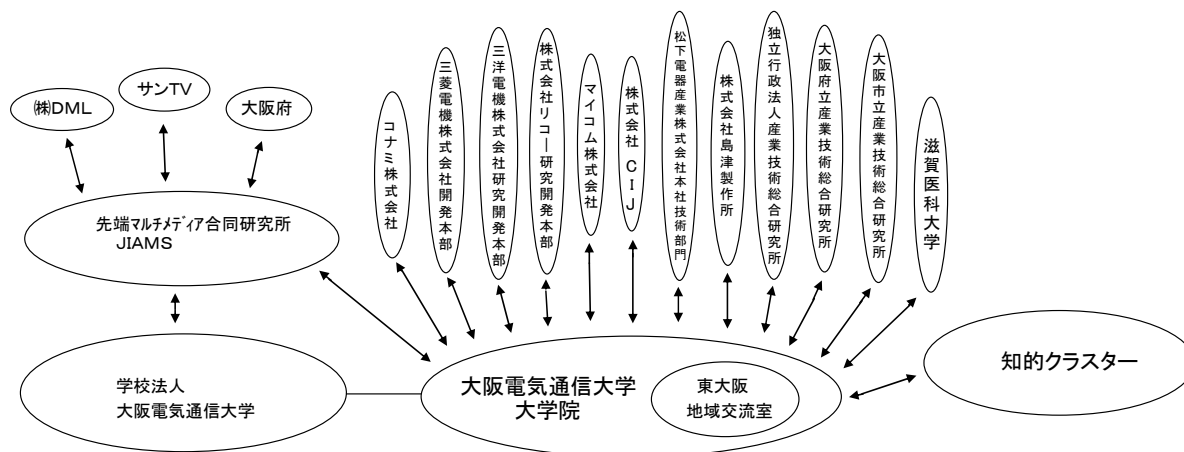 ㈱DML
サンTV
大阪府
先端マルチメディア合同研究所
JIAMS
学校法人
大阪電気通信大学
コナミ株式会社
三菱電機株式会社開発本部
三洋電機株式会社研究開発本部
株式会社リコー研究開発本部
マイコム株式会社
株式会社 CIJ
松下電器産業株式会社本社技術部門
株式会社島津製作所
独立行政法人産業技術総合研究所
大阪府立産業技術総合研究所
大阪市立産業技術総合研究所
滋賀医科大学
大阪電気通信大学
大学院
東大阪
地域交流室
知的クラスター